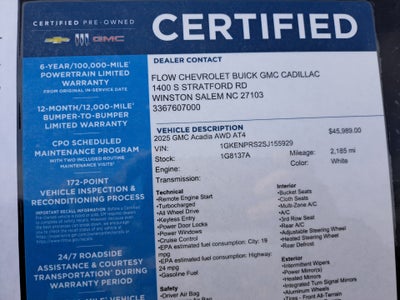 CERTIFIED PRE-OWNED
GMC
CERTIFIED
6-YEAR/100,000-MILE*
POWERTRAIN LIMITED
WARRANTY
FROM ORIGINAL IN-SERVICE DATE
12-MONTH/12,000-MILE*
BUMPER-TO-BUMPER
LIMITED WARRANTY
CPO SCHEDULED
MAINTENANCE PROGRAM
WITH TWO INCLUDED ROUTINE
MAINTENANCE VISITS
172-POINT
VEHICLE INSPECTION &
RECONDITIONING PROCESS
IMPORTANT RECALL INFORMATION:
24/7 ROADSIDE
ASSISTANCE & COURTESY
TRANSPORTATION DURING
WARRANTY PERIOD
VEHICLE
DEALER CONTACT
FLOW CHEVROLET BUICK GMC CADILLAC
1400 S STRATFORD RD
WINSTON SALEM NC 27103
3367607000
VEHICLE DESCRIPTION
2025 GMC Acadia AWD AT4 $45,989.00
VIN: 1GKENPRS2SJ155929
Stock: 1G8137A Mileage: 2,185 mi
Engine: Color: White
Transmission:
Technical
Remote Engine Start
•Turbocharged
•All Wheel Drive
•Keyless Entry
•Power Door Locks
•Power Windows
•Cruise Control
•EPA estimated fuel consumption: City: 19
mpg
•EPA estimated fuel consumption: Highway:
24 mpg
•Gasoline Fuel
Safety
•Driver Air Bag
Interior
•Bucket Seats
•Cloth Seats
•Multi-Zone A/C
•A/C
•3rd Row Seat
•Rear A/C
•Adjustable Steering Wheel
•Heated Steering Wheel
•Rear Defrost
Exterior
•Intermittent Wipers
•Power Mirror(s)
•Heated Mirrors
•Integrated Turn Signal Mirrors
•Aluminum Wheels